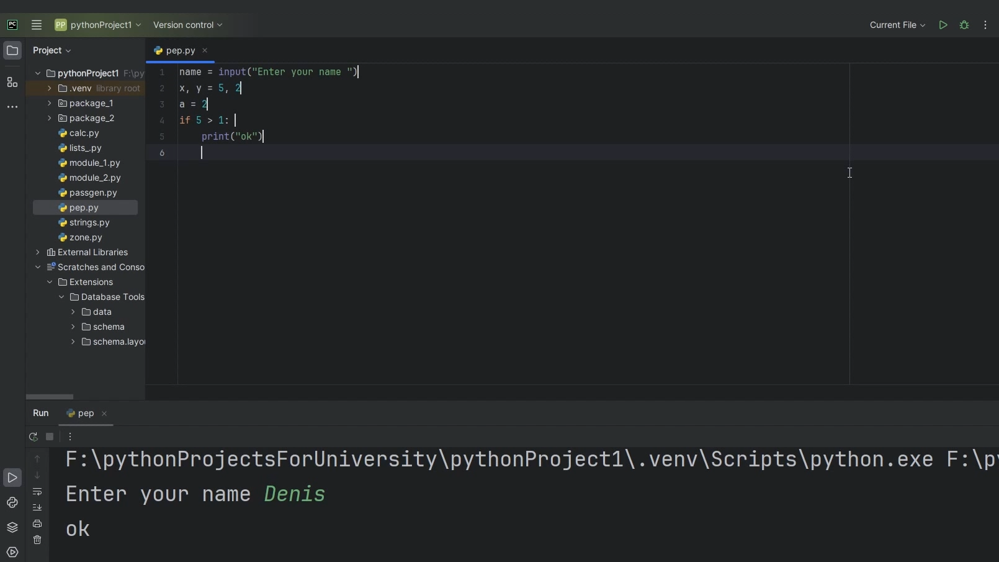 PC PP pythonProject1 Version control Current File
Project
pep.py
pythonProject1 F:\py
.venv library root
package_1
package_2
calc.py
lists_.py
module_1.py
module_2.py
passgen.py
pep.py
strings.py
zone.py
External Libraries
Scratches and Conso
Extensions
Database Tools
data
schema
schema.layou
1 name = input("Enter your name ")
2 x, y = 5, 2
3 a = 2
4 if 5 > 1:
5     print("ok")
6
Run pep
F:\pythonProjectsForUniversity\pythonProject1\.venv\Scripts\python.exe F:\py
Enter your name Denis
ok